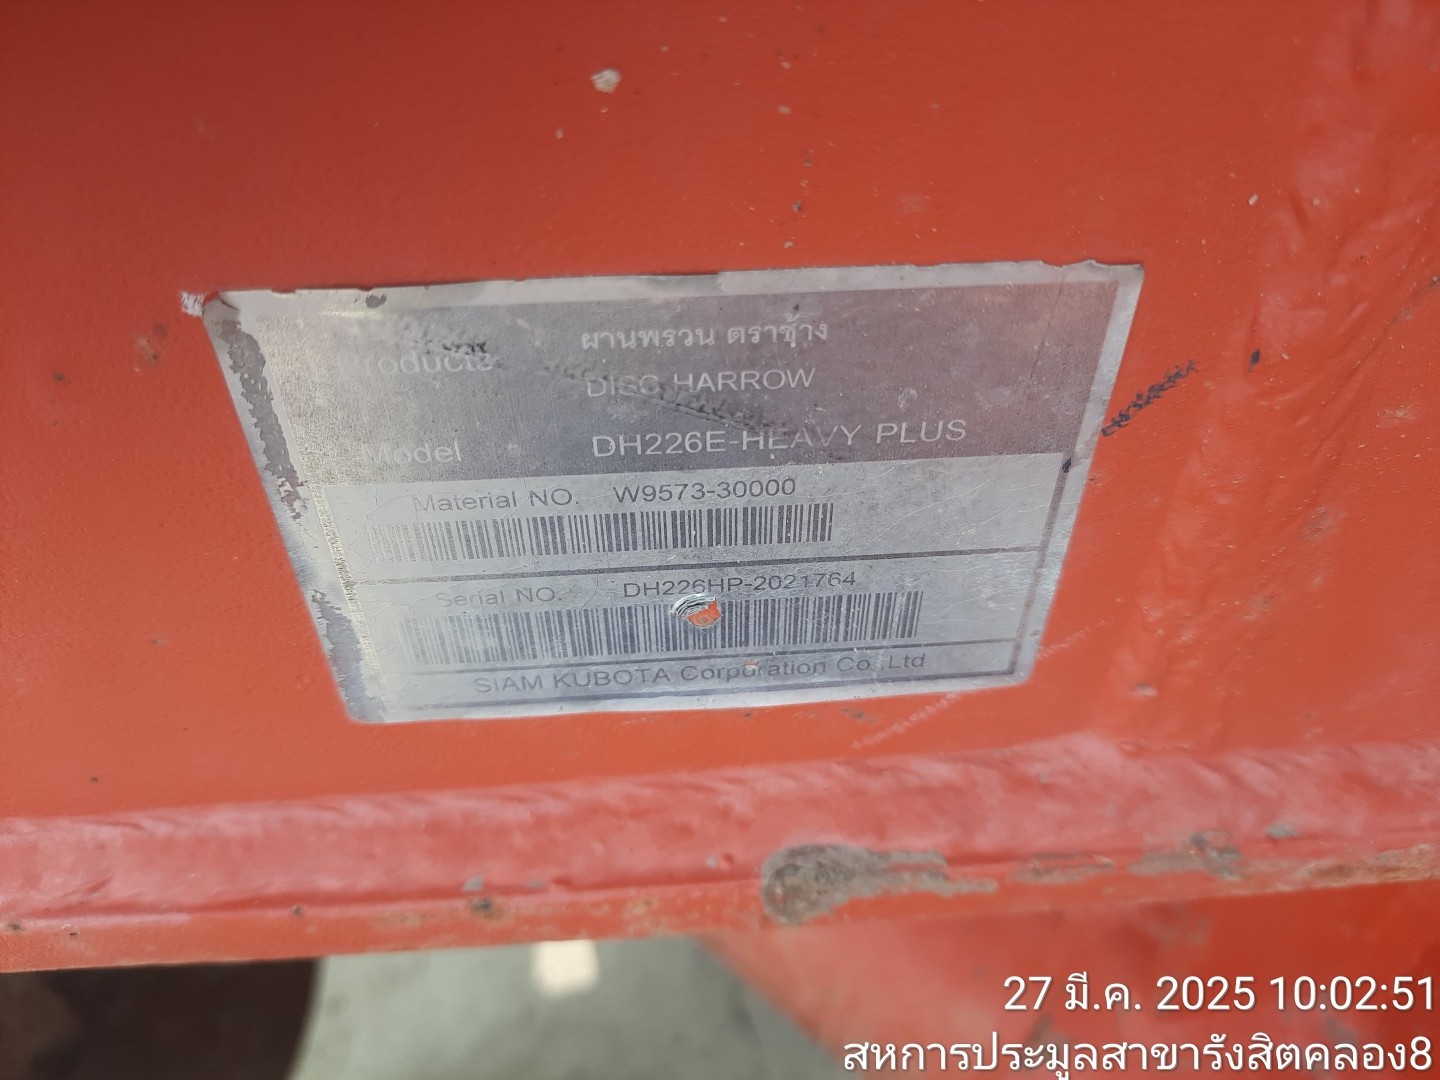 ผานพรวน ตราช้าง
Products
DISC HARROW
Model DH226E-HEAVY PLUS
Material NO. W9573-30000
Serial NO. DH226HP-2021764
SIAM KUBOTA Corporation Co.,Ltd
27 มี.ค. 2025 10:02:51
สหการประมูลสาขารังสิตคลอง8